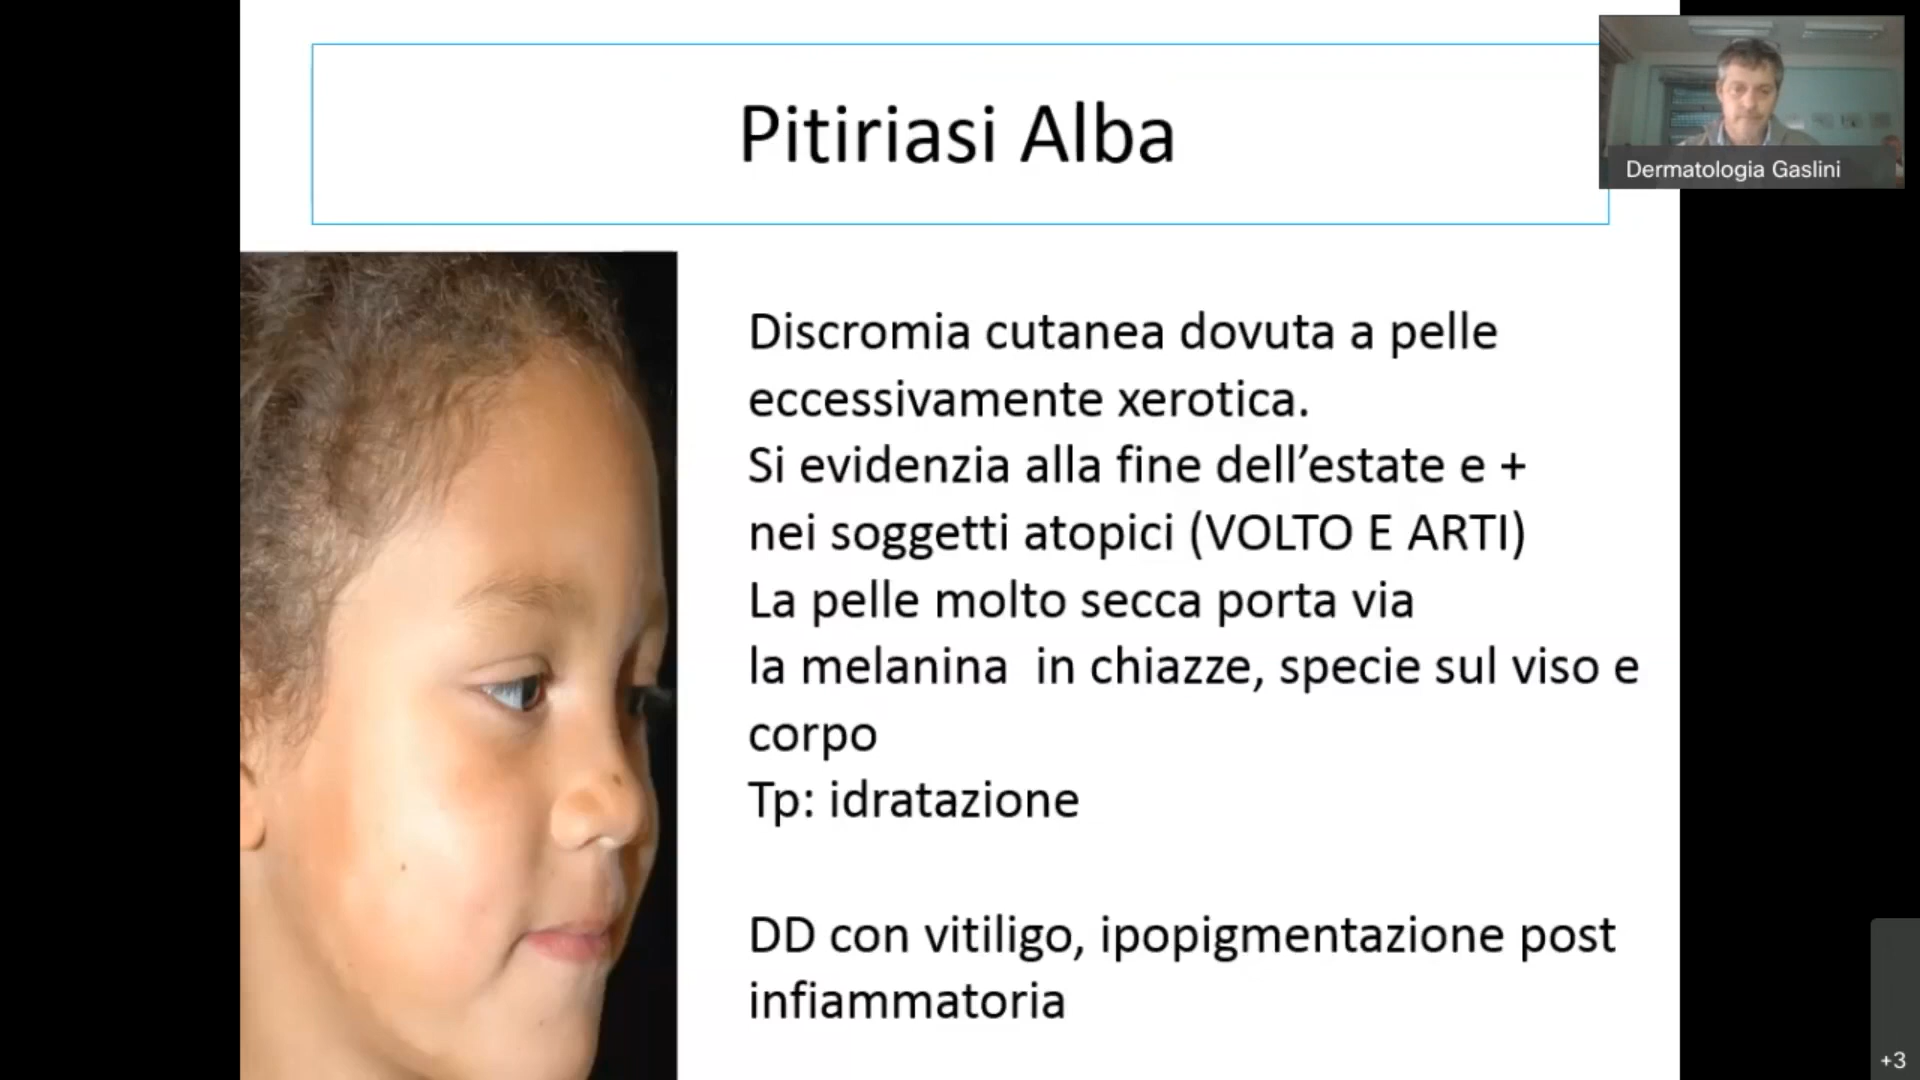 Pitiriasi Alba
Dermatologia Gaslini
Discromia cutanea dovuta a pelle
eccessivamente xerotica.
Si evidenzia alla fine dell’estate e +
nei soggetti atopici (VOLTO E ARTI)
La pelle molto secca porta via
la melanina  in chiazze, specie sul viso e
corpo
Tp: idratazione
DD con vitiligo, ipopigmentazione post
infiammatoria
+3